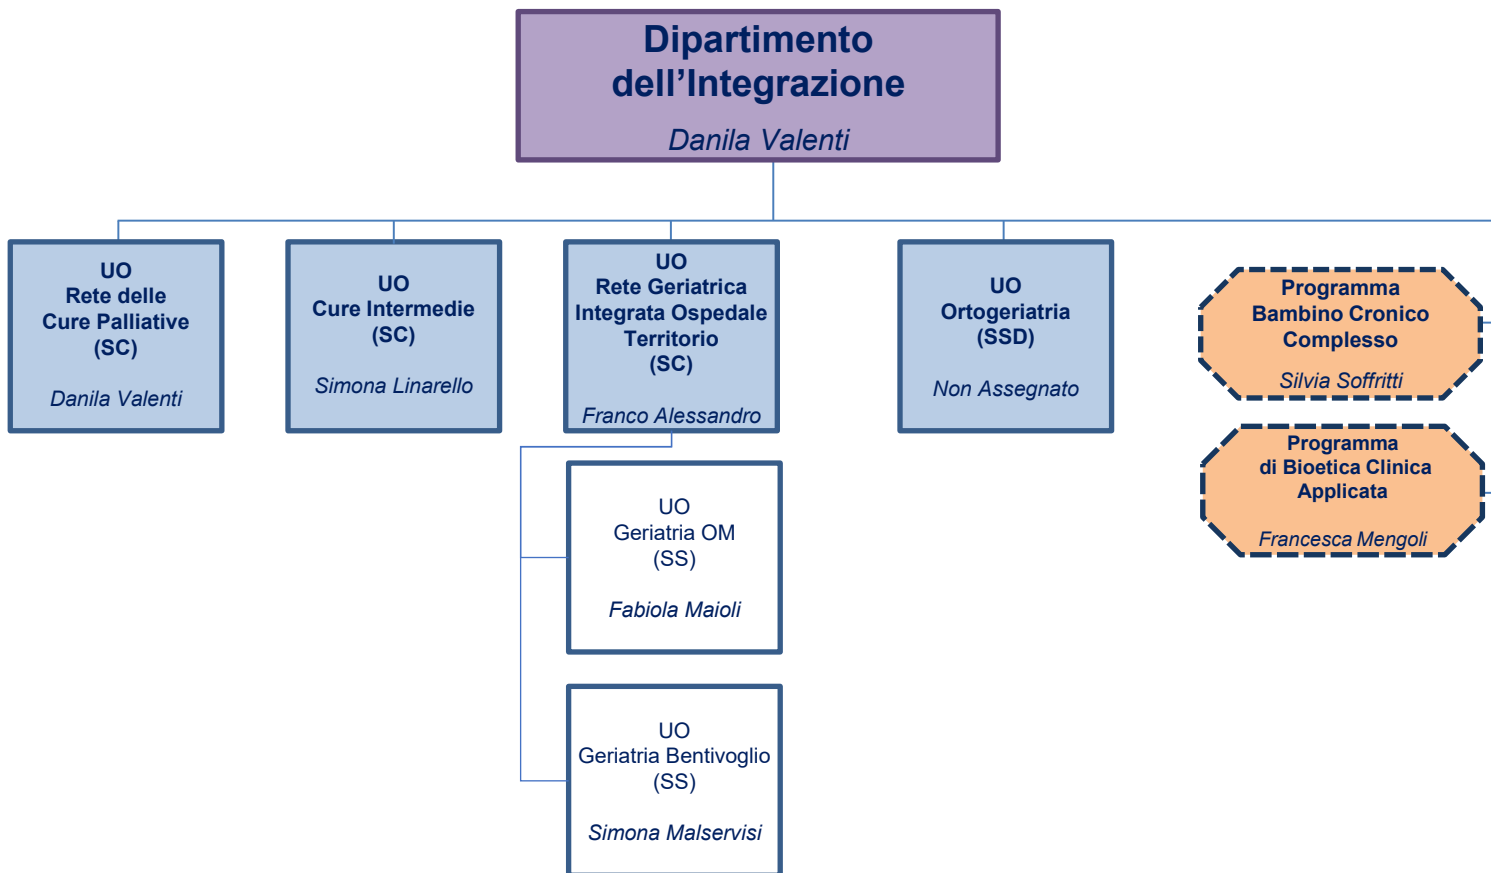 Dipartimento
dell’Integrazione
Danila Valenti
UO
Rete delle
Cure Palliative
(SC)
Danila Valenti
UO
Cure Intermedie
(SC)
Simona Linarello
UO
Rete Geriatrica
Integrata Ospedale
Territorio
(SC)
Franco Alessandro
UO
Ortogeriatria
(SSD)
Non Assegnato
Programma
Bambino Cronico
Complesso
Silvia Soffritti
Programma
di Bioetica Clinica
Applicata
Francesca Mengoli
UO
Geriatria OM
(SS)
Fabiola Maioli
UO
Geriatria Bentivoglio
(SS)
Simona Malservisi